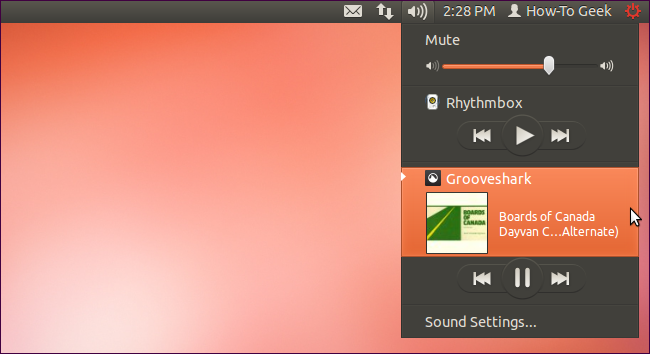 2:28 PM How-To Geek
Mute
Rhythmbox
Grooveshark
BOARDS
OF
CANADA
Boards of Canada
Dayvan C...Alternate)
Sound Settings...